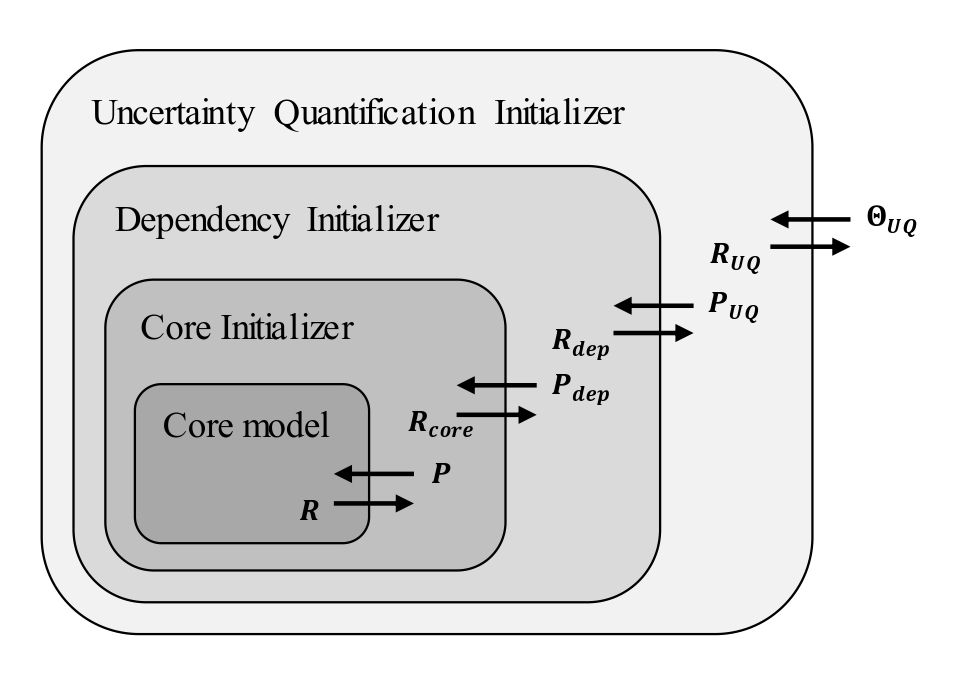 Uncertainty Quantification Initializer
Dependency Initializer
Θ_UQ
R_UQ
P_UQ
Core Initializer
R_dep
P_dep
Core model
R_core
P
R